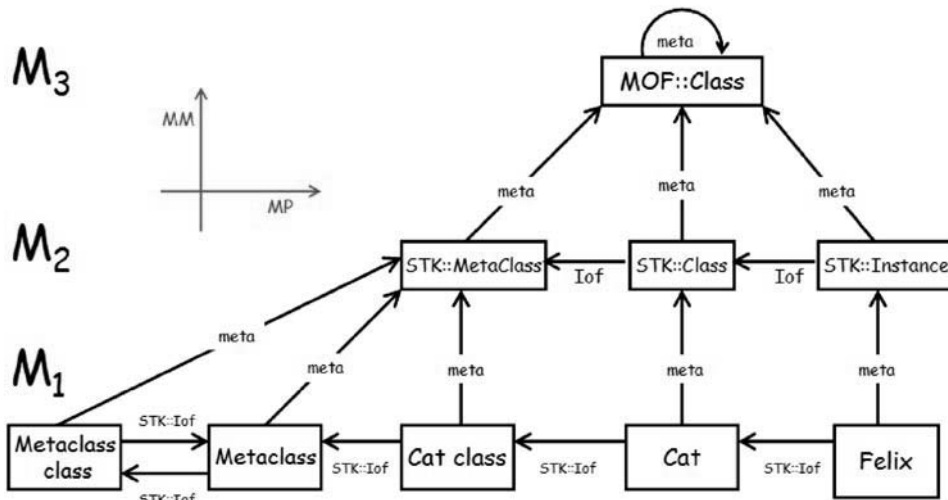 M3
meta
MOF::Class
MM
MP
meta
meta
meta
M2
STK::MetaClass
Iof
STK::Class
Iof
STK::Instance
M1
meta
meta
meta
meta
meta
Metaclass
class
STK::Iof
STK::Iof
Metaclass
STK::Iof
Cat class
STK::Iof
Cat
STK::Iof
Felix